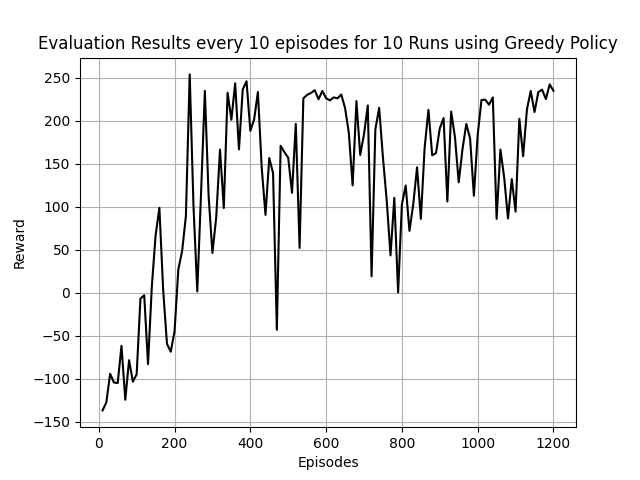 Evaluation Results every 10 episodes for 10 Runs using Greedy Policy
250
200
150
100
50
0
−50
−100
−150
Reward
0 200 400 600 800 1000 1200
Episodes